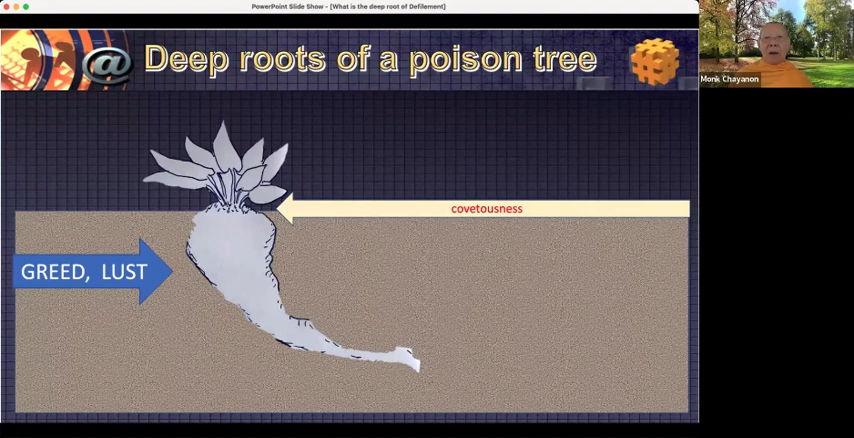 PowerPoint Slide Show - [What is the deep root of Defilement]
@ Deep roots of a poison tree
Monk Chayanon
covetousness
GREED, LUST